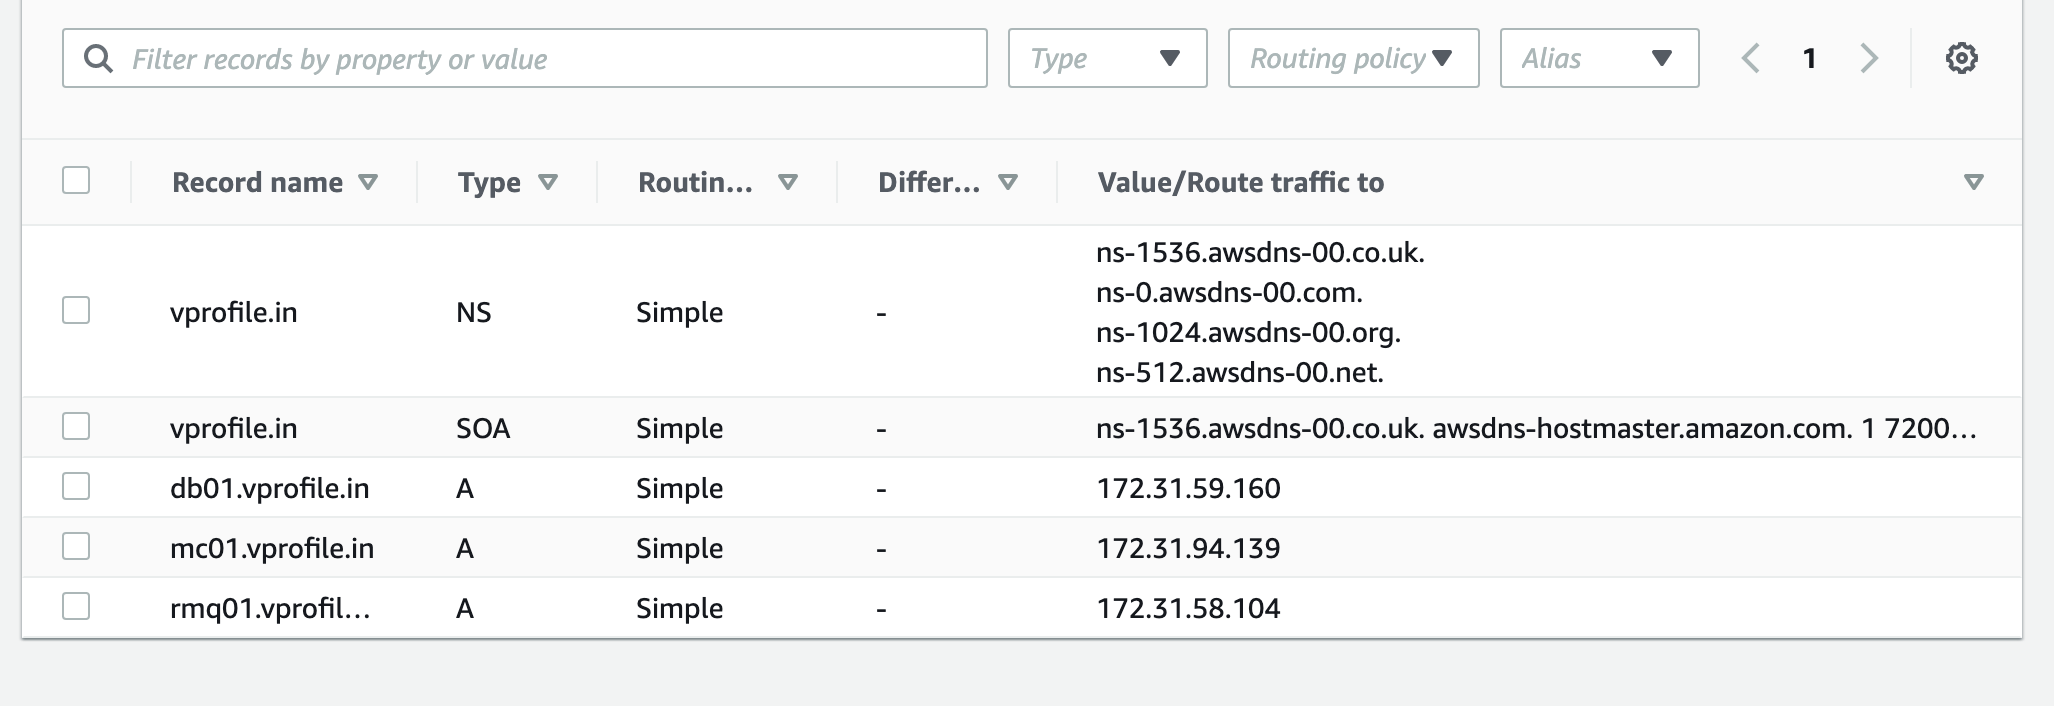 Filter records by property or value Type Routing policy Alias 1
Record name Type Routin... Differ... Value/Route traffic to
ns-1536.awsdns-00.co.uk.
ns-0.awsdns-00.com.
vprofile.in NS Simple -
ns-1024.awsdns-00.org.
ns-512.awsdns-00.net.
vprofile.in SOA Simple - ns-1536.awsdns-00.co.uk. awsdns-hostmaster.amazon.com. 1 7200...
db01.vprofile.in A Simple - 172.31.59.160
mc01.vprofile.in A Simple - 172.31.94.139
rmq01.vprofil... A Simple - 172.31.58.104